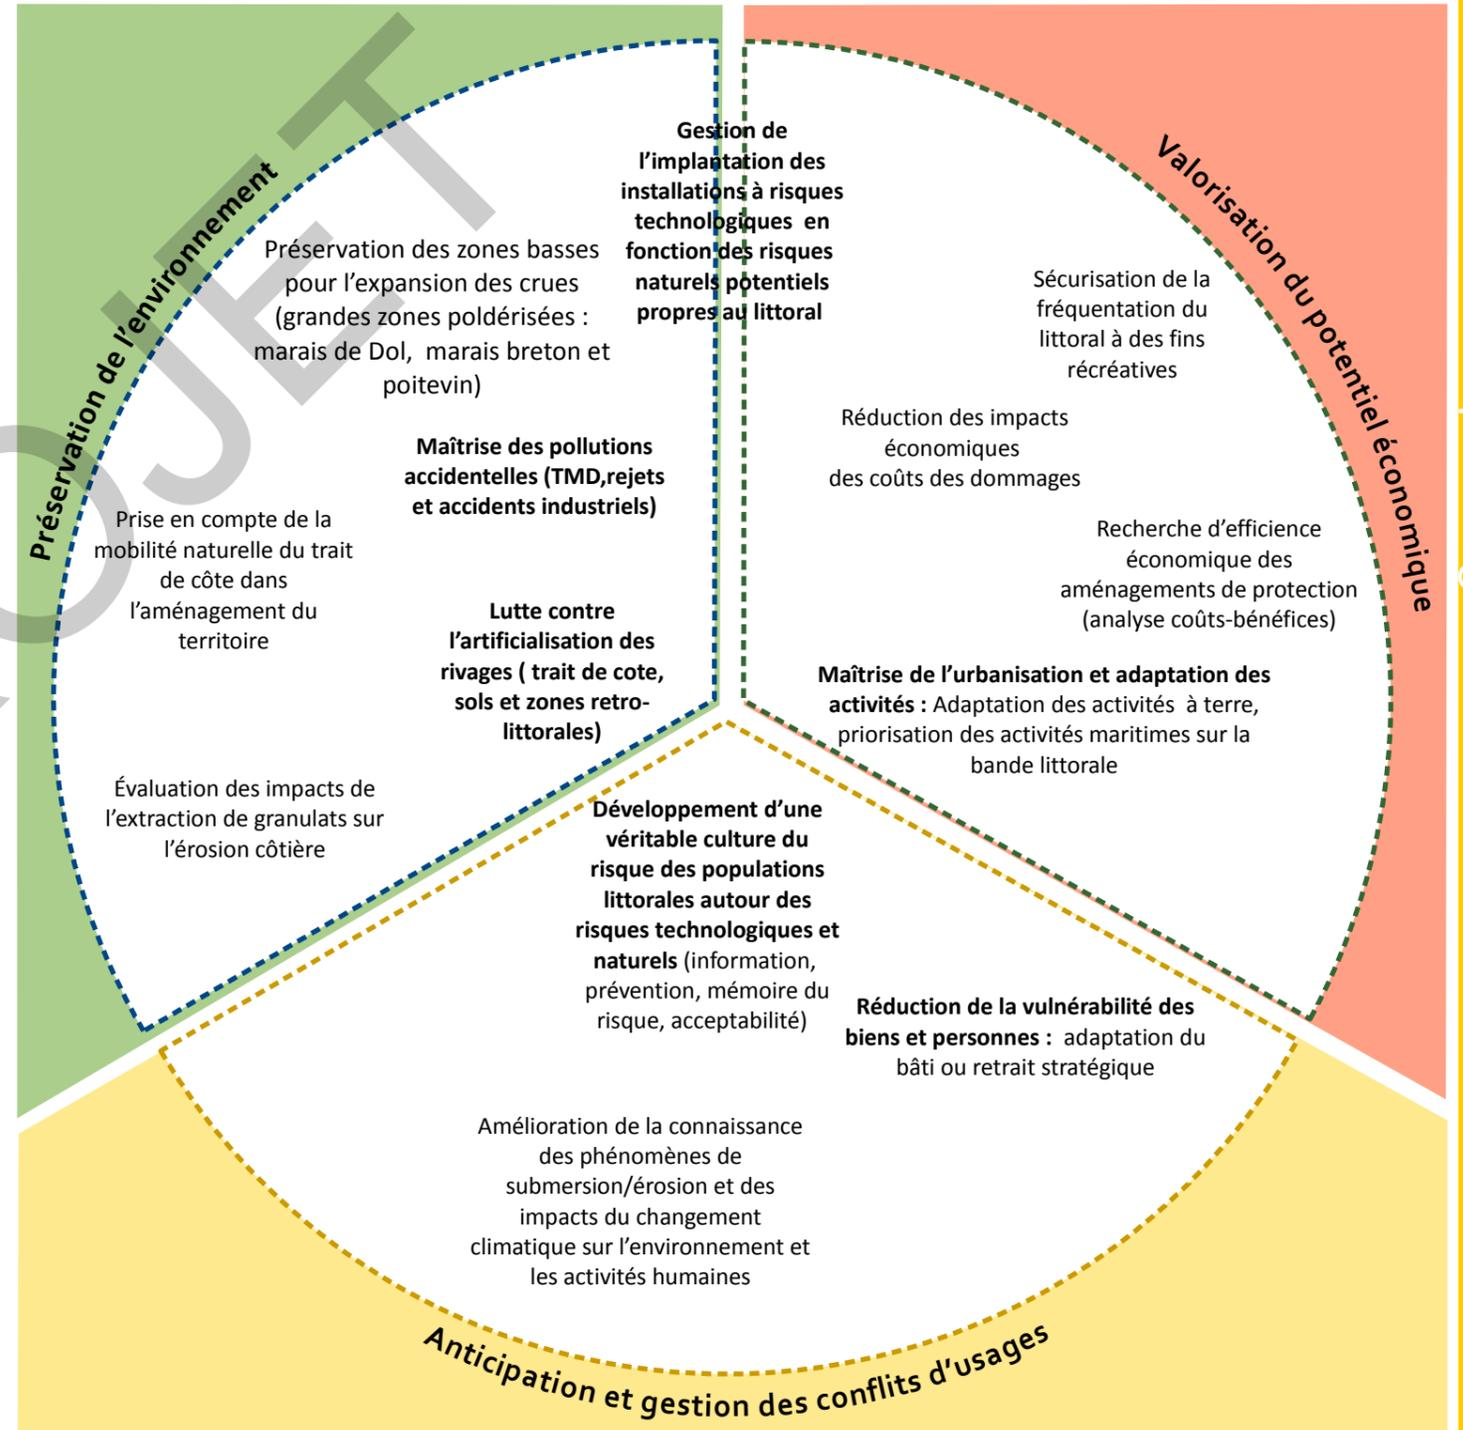 PROJET
Préservation de l’environnement
Valorisation du potentiel économique
Gestion de
l’implantation des
installations à risques
technologiques en
fonction des risques
naturels potentiels
propres au littoral
Préservation des zones basses
pour l’expansion des crues
(grandes zones poldérisées :
marais de Dol, marais breton et
poitevin)
Maîtrise des pollutions
accidentelles (TMD,rejets
et accidents industriels)
Prise en compte de la
mobilité naturelle du trait
de côte dans
l’aménagement du
territoire
Lutte contre
l’artificialisation des
rivages ( trait de cote,
sols et zones retro-
littorales)
Évaluation des impacts de
l’extraction de granulats sur
l’érosion côtière
Sécurisation de la
fréquentation du
littoral à des fins
récréatives
Réduction des impacts
économiques
des coûts des dommages
Recherche d’efficience
économique des
aménagements de protection
(analyse coûts-bénéfices)
Maîtrise de l’urbanisation et adaptation des
activités : Adaptation des activités à terre,
priorisation des activités maritimes sur la
bande littorale
Développement d’une
véritable culture du
risque des populations
littorales autour des
risques technologiques et
naturels (information,
prévention, mémoire du
risque, acceptabilité)
Réduction de la vulnérabilité des
biens et personnes : adaptation du
bâti ou retrait stratégique
Amélioration de la connaissance
des phénomènes de
submersion/érosion et des
impacts du changement
climatique sur l’environnement et
les activités humaines
Anticipation et gestion des conflits d’usages